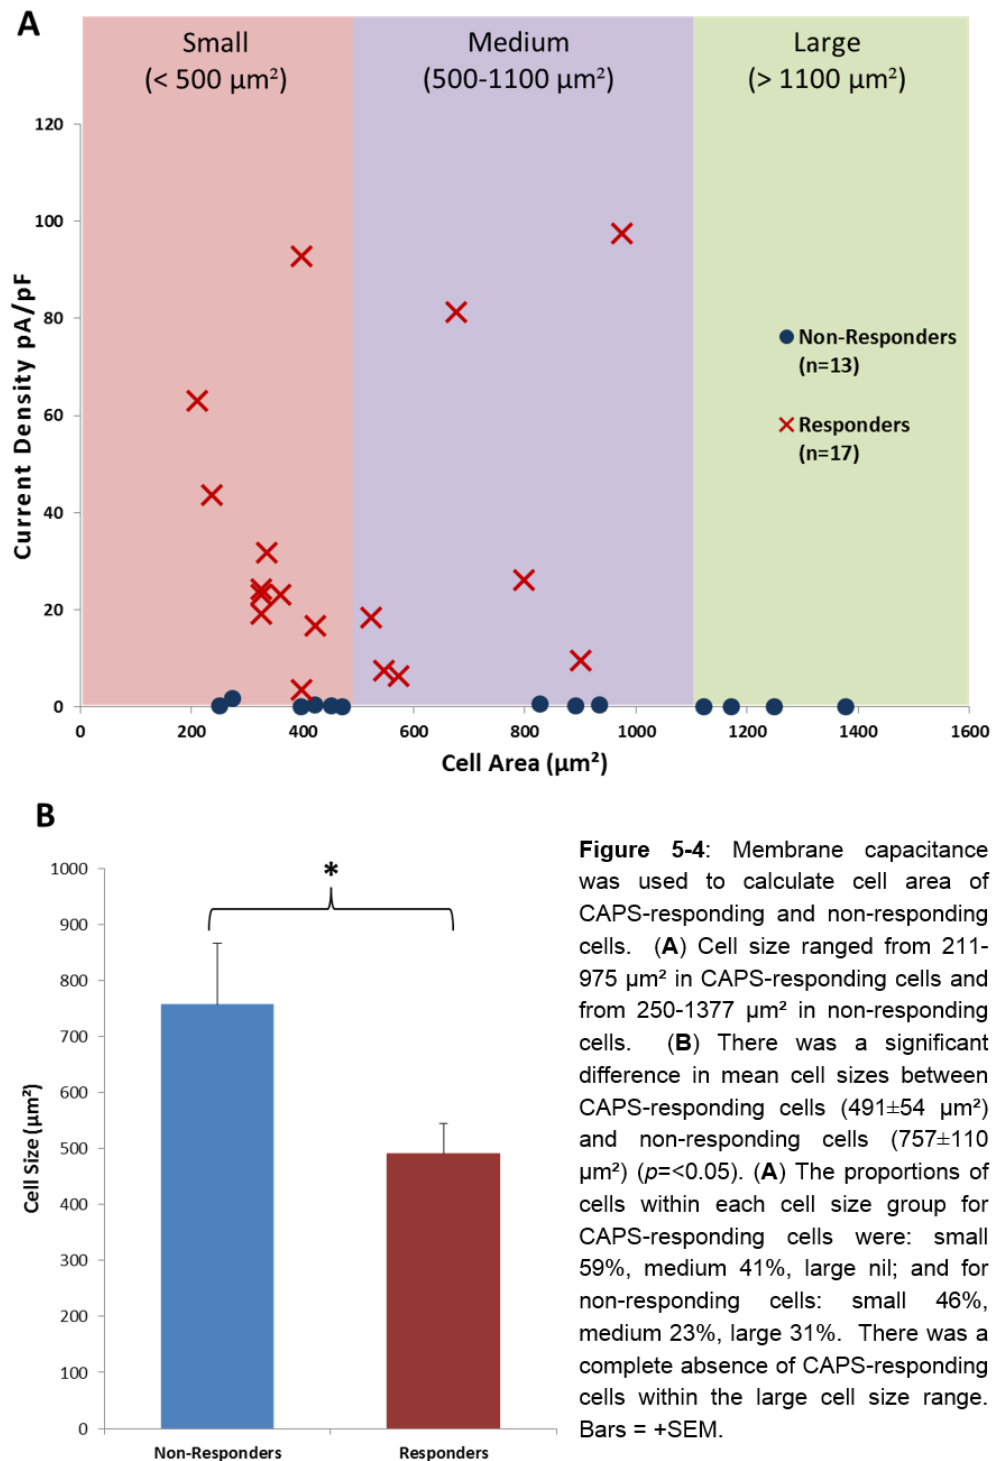 A
Small
(< 500 µm²)
Medium
(500-1100 µm²)
Large
(> 1100 µm²)
120
100
80
60
40
20
0
Current Density pA/pF
Non-Responders
(n=13)
Responders
(n=17)
0 200 400 600 800 1000 1200 1400 1600
Cell Area (µm²)
B
*
1000
900
800
700
600
500
400
300
200
100
0
Cell Size (µm²)
Non-Responders Responders
Figure 5-4: Membrane capacitance
was used to calculate cell area of
CAPS-responding and non-responding
cells. (A) Cell size ranged from 211-
975 µm² in CAPS-responding cells and
from 250-1377 µm² in non-responding
cells. (B) There was a significant
difference in mean cell sizes between
CAPS-responding cells (491±54 µm²)
and non-responding cells (757±110
µm²) (p=<0.05). (A) The proportions of
cells within each cell size group for
CAPS-responding cells were: small
59%, medium 41%, large nil; and for
non-responding cells: small 46%,
medium 23%, large 31%. There was a
complete absence of CAPS-responding
cells within the large cell size range.
Bars = +SEM.